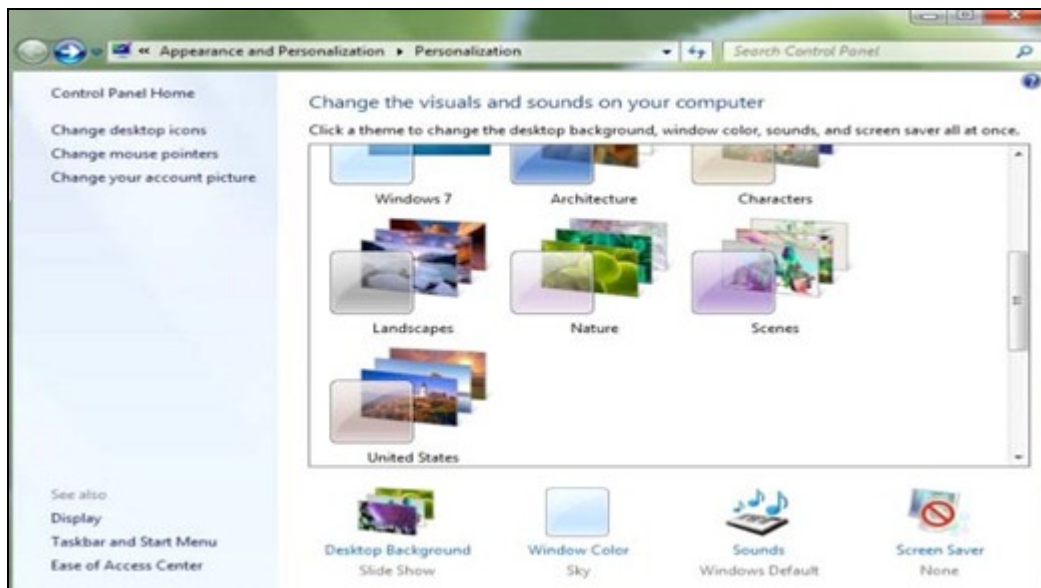 « Appearance and Personalization ▸ Personalization
Search Control Panel
Control Panel Home
Change desktop icons
Change mouse pointers
Change your account picture
See also
Display
Taskbar and Start Menu
Ease of Access Center
Change the visuals and sounds on your computer
Click a theme to change the desktop background, window color, sounds, and screen saver all at once.
Windows 7 Architecture Characters
Landscapes Nature Scenes
United States
Desktop Background Window Color Sounds Screen Saver
Slide Show Sky Windows Default None